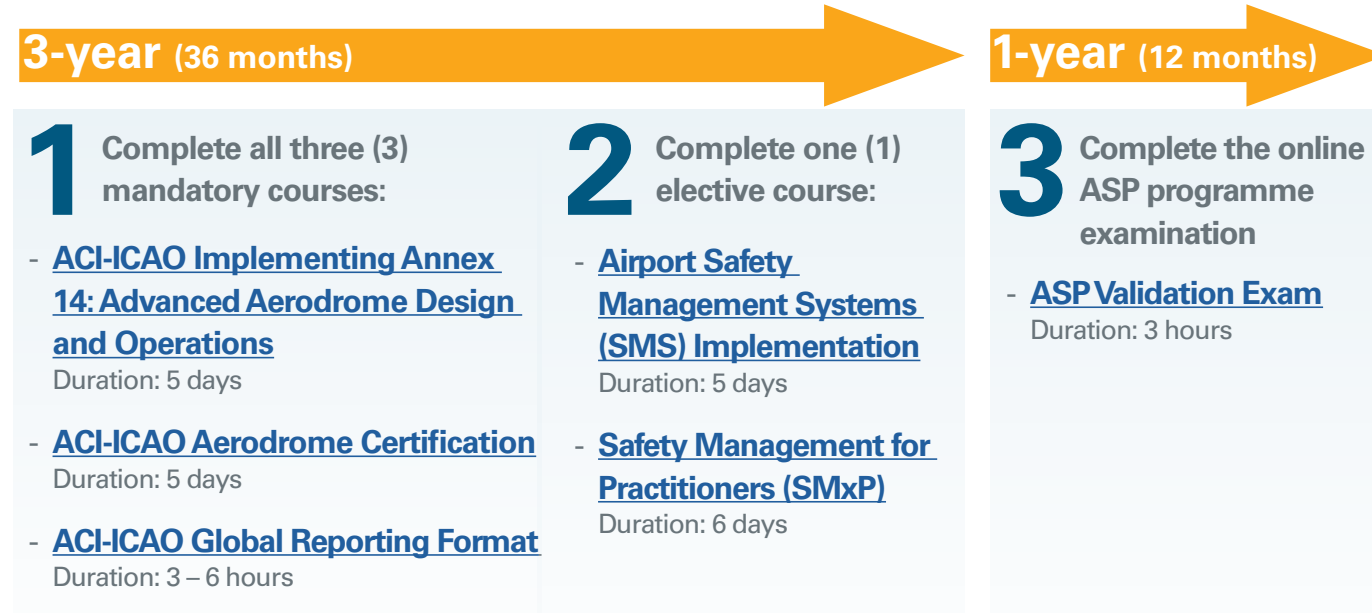 3-year (36 months)
1-year (12 months)
1 Complete all three (3)
mandatory courses:
- ACI-ICAO Implementing Annex
14: Advanced Aerodrome Design
and Operations
Duration: 5 days
- ACI-ICAO Aerodrome Certification
Duration: 5 days
- ACI-ICAO Global Reporting Format
Duration: 3 – 6 hours
2 Complete one (1)
elective course:
- Airport Safety
Management Systems
(SMS) Implementation
Duration: 5 days
- Safety Management for
Practitioners (SMxP)
Duration: 6 days
3 Complete the online
ASP programme
examination
- ASP Validation Exam
Duration: 3 hours